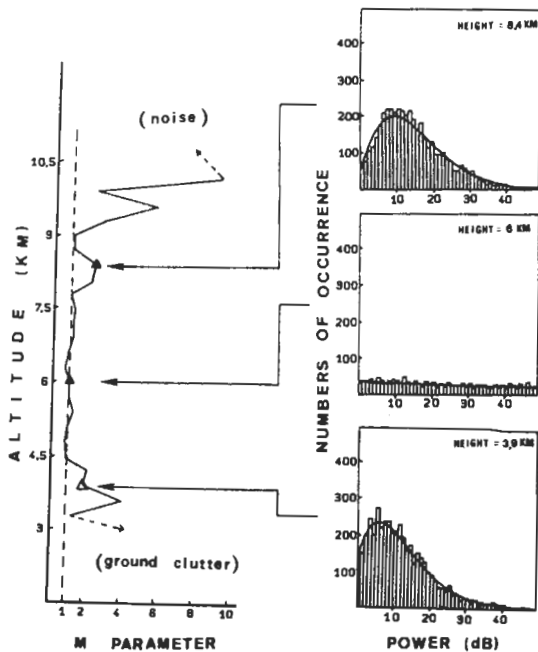 (noise)
10,5
9
7,5
6
4,5
3
ALTITUDE (KM)
(ground clutter)
1 2 4 6 8 10
M PARAMETER
NUMBERS OF OCCURRENCE
HEIGHT = 8,4 KM
400
300
200
100
10 20 30 40
HEIGHT = 6 KM
400
300
200
100
10 20 30 40
HEIGHT = 3,9 KM
400
300
200
100
10 20 30 40
POWER (dB)